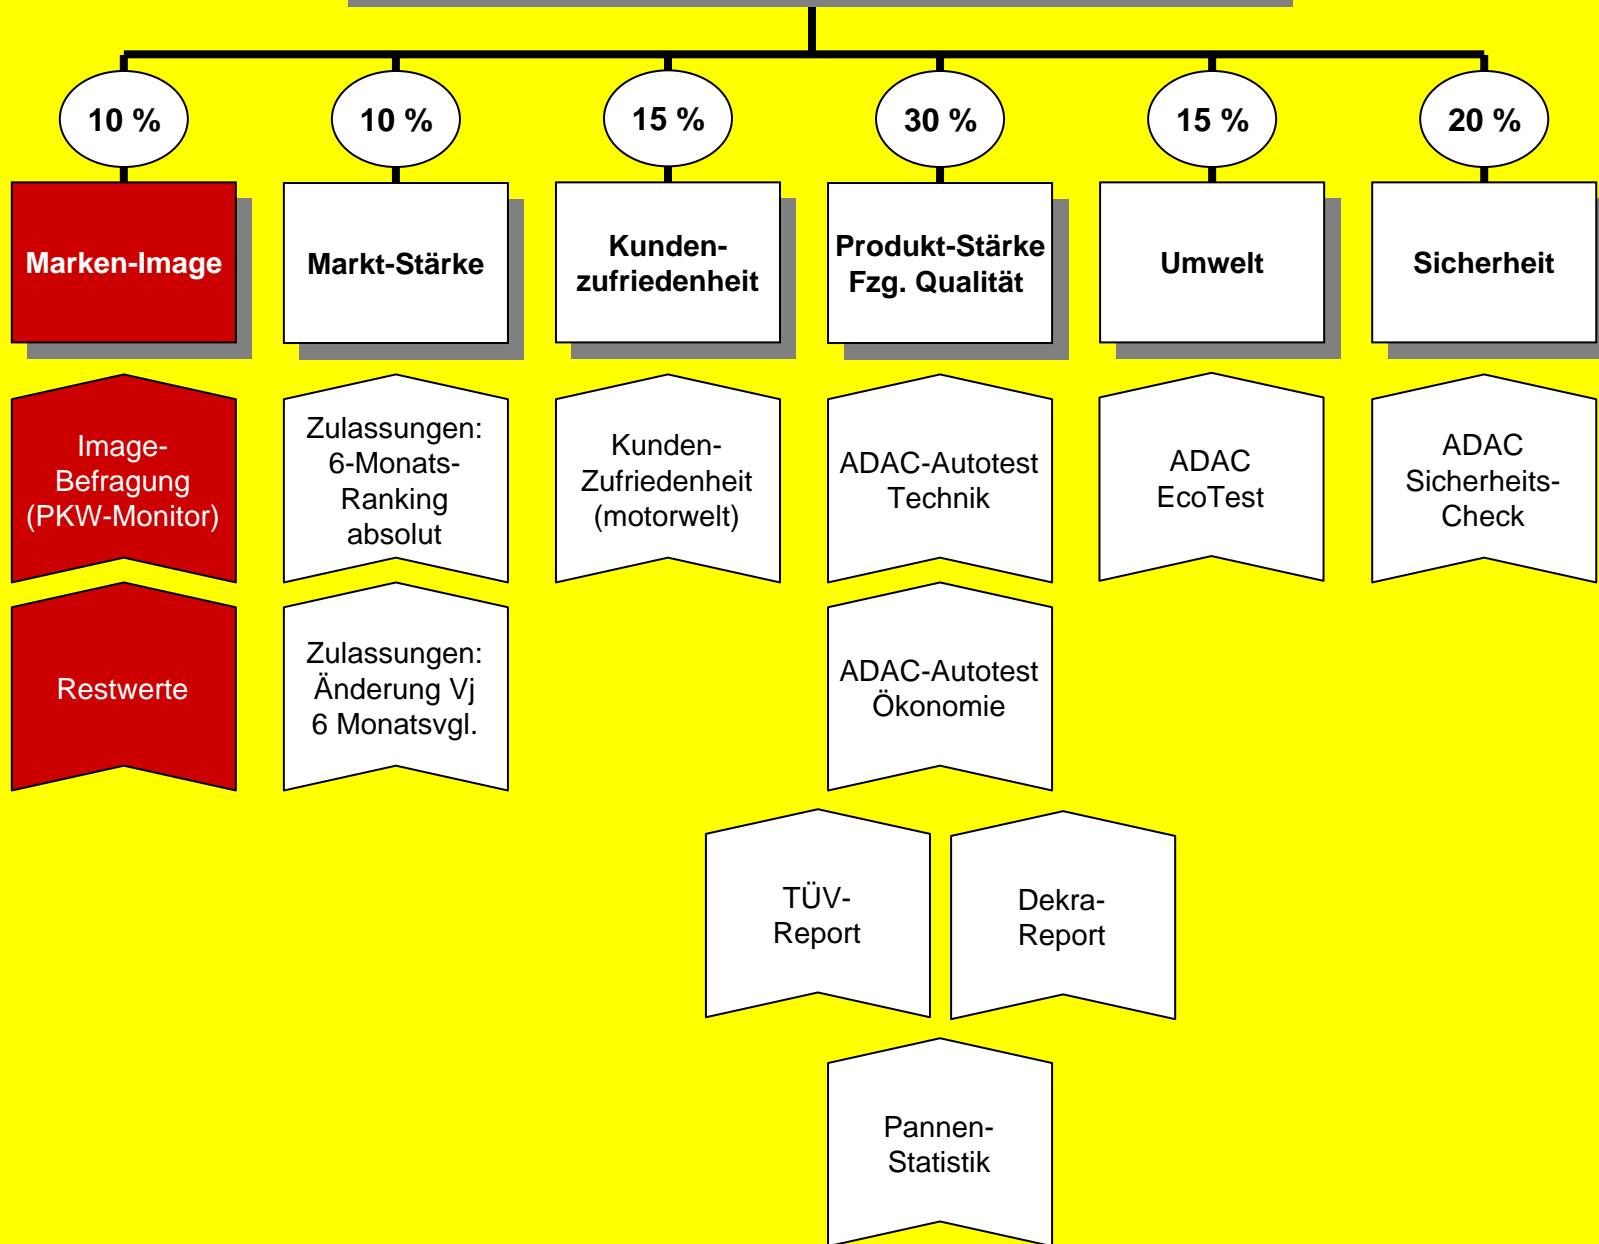 10 %
10 %
15 %
30 %
15 %
20 %
Marken-Image
Markt-Stärke
Kunden-
zufriedenheit
Produkt-Stärke
Fzg. Qualität
Umwelt
Sicherheit
Image-
Befragung
(PKW-Monitor)
Zulassungen:
6-Monats-
Ranking
absolut
Kunden-
Zufriedenheit
(motorwelt)
ADAC-Autotest
Technik
ADAC
EcoTest
ADAC
Sicherheits-
Check
Restwerte
Zulassungen:
Änderung Vj
6 Monatsvgl.
ADAC-Autotest
Ökonomie
TÜV-
Report
Dekra-
Report
Pannen-
Statistik